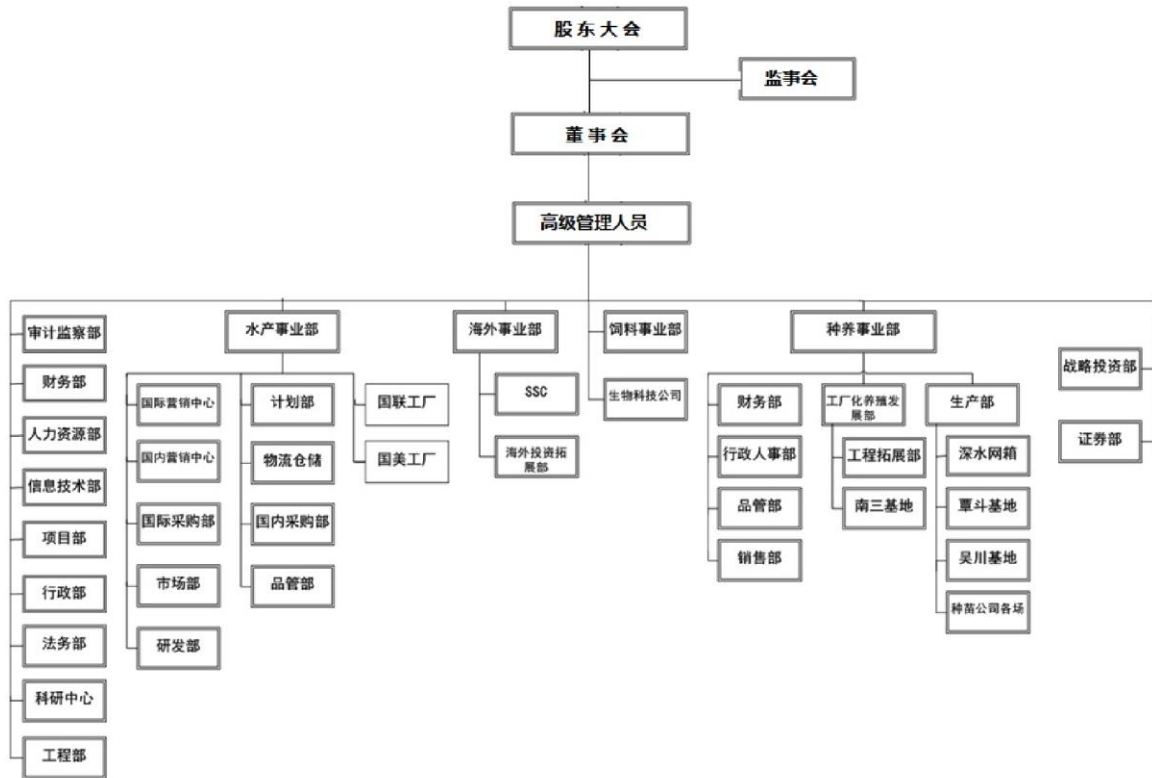 股东大会
监事会
董事会
高级管理人员
审计监察部
财务部
人力资源部
信息技术部
项目部
行政部
法务部
科研中心
工程部
水产事业部
国际营销中心
国内营销中心
国际采购部
市场部
研发部
计划部
物流仓储
国内采购部
品管部
国联工厂
国美工厂
海外事业部
SSC
海外投资拓
展部
饲料事业部
生物科技公司
种养事业部
财务部
行政人事部
品管部
销售部
工厂化养殖发
展部
工程拓展部
南三基地
生产部
深水网箱
覃斗基地
吴川基地
种苗公司各场
战略投资部
证券部